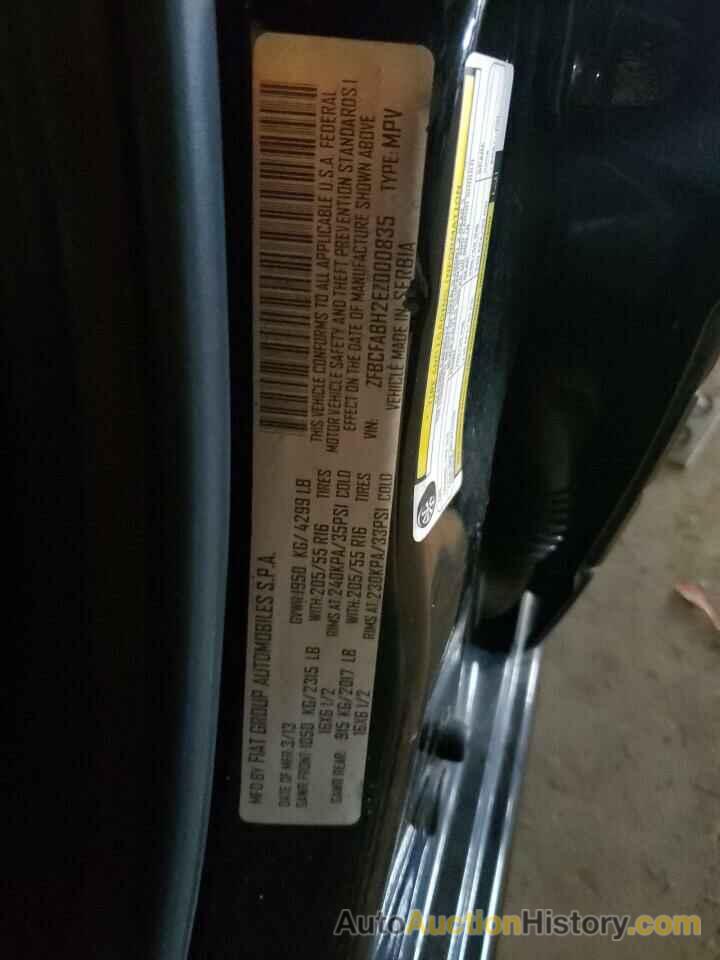 MFD BY FIAT GROUP AUTOMOBILES S.P.A.
DATE OF MFR: 3/13 GVWR: 1950 KG/ 4299 LB
GAWR FRONT: 1050 KG/2315 LB WITH: 205/55 R16 TIRES
16X6 1/2 RIMS AT: 240KPA/35PSI COLD
GAWR REAR: 915 KG/2017 LB WITH: 205/55 R16 TIRES
16X6 1/2 RIMS AT: 230KPA/33PSI COLD
THIS VEHICLE CONFORMS TO ALL APPLICABLE U.S.A FEDERAL
MOTOR VEHICLE SAFETY AND THEFT PREVENTION STANDARDS I
EFFECT ON THE DATE OF MANUFACTURE SHOWN ABOVE
VIN: ZFBCFABH2EZ000835 TYPE: MPV
VEHICLE MADE IN SERBIA
AutoAuctionHistory.com